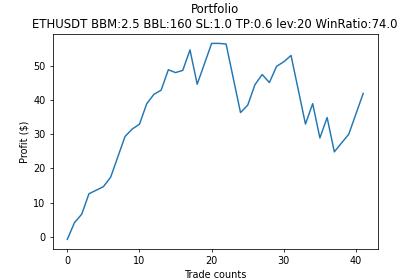 Portfolio
ETHUSDT BBM:2.5 BBL:160 SL:1.0 TP:0.6 lev:20 WinRatio:74.0
50
40
30
20
10
0
Profit ($)
0 10 20 30 40
Trade counts